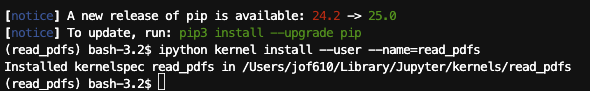 [notice] A new release of pip is available: 24.2 -> 25.0
[notice] To update, run: pip3 install --upgrade pip
(read_pdfs) bash-3.2$ ipython kernel install --user --name=read_pdfs
Installed kernelspec read_pdfs in /Users/jof610/Library/Jupyter/kernels/read_pdfs
(read_pdfs) bash-3.2$